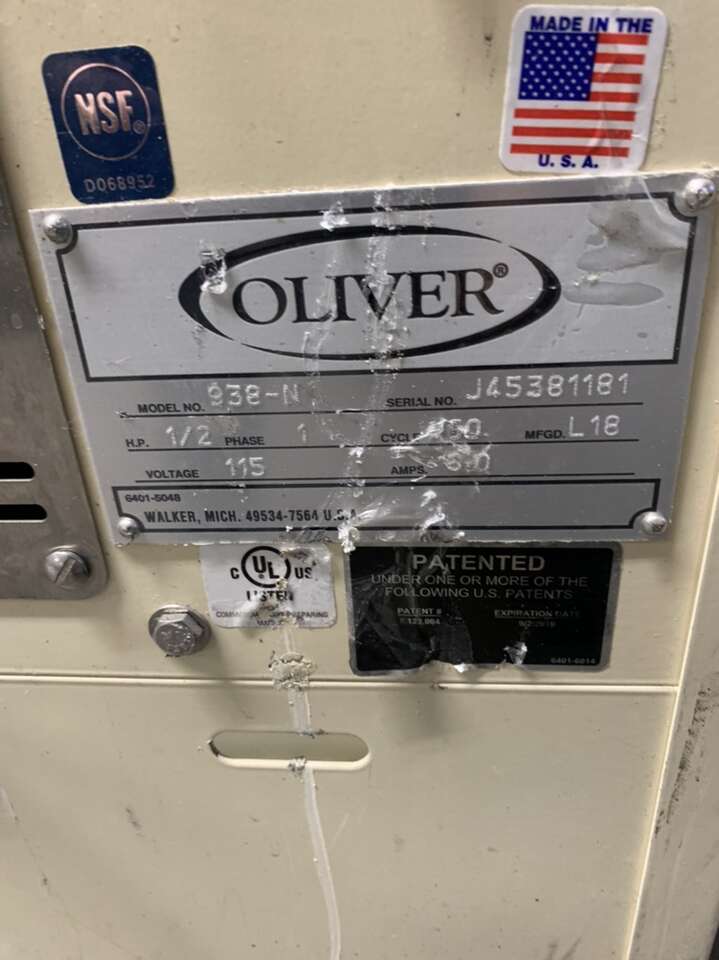 MADE IN THE
U. S. A.
NSF®
D068952
OLIVER®
MODEL NO. 938-N SERIAL NO. J45381181
H.P. 1/2 PHASE 1 MFGD. L18
VOLTAGE 115 AMPS.
6401-5048
WALKER, MICH. 49534-7564 U.S.A.
C UL US
LISTED
PATENTED
UNDER ONE OR MORE OF THE
FOLLOWING U.S. PATENTS
PATENT # EXPIRATION DATE
6401-6014